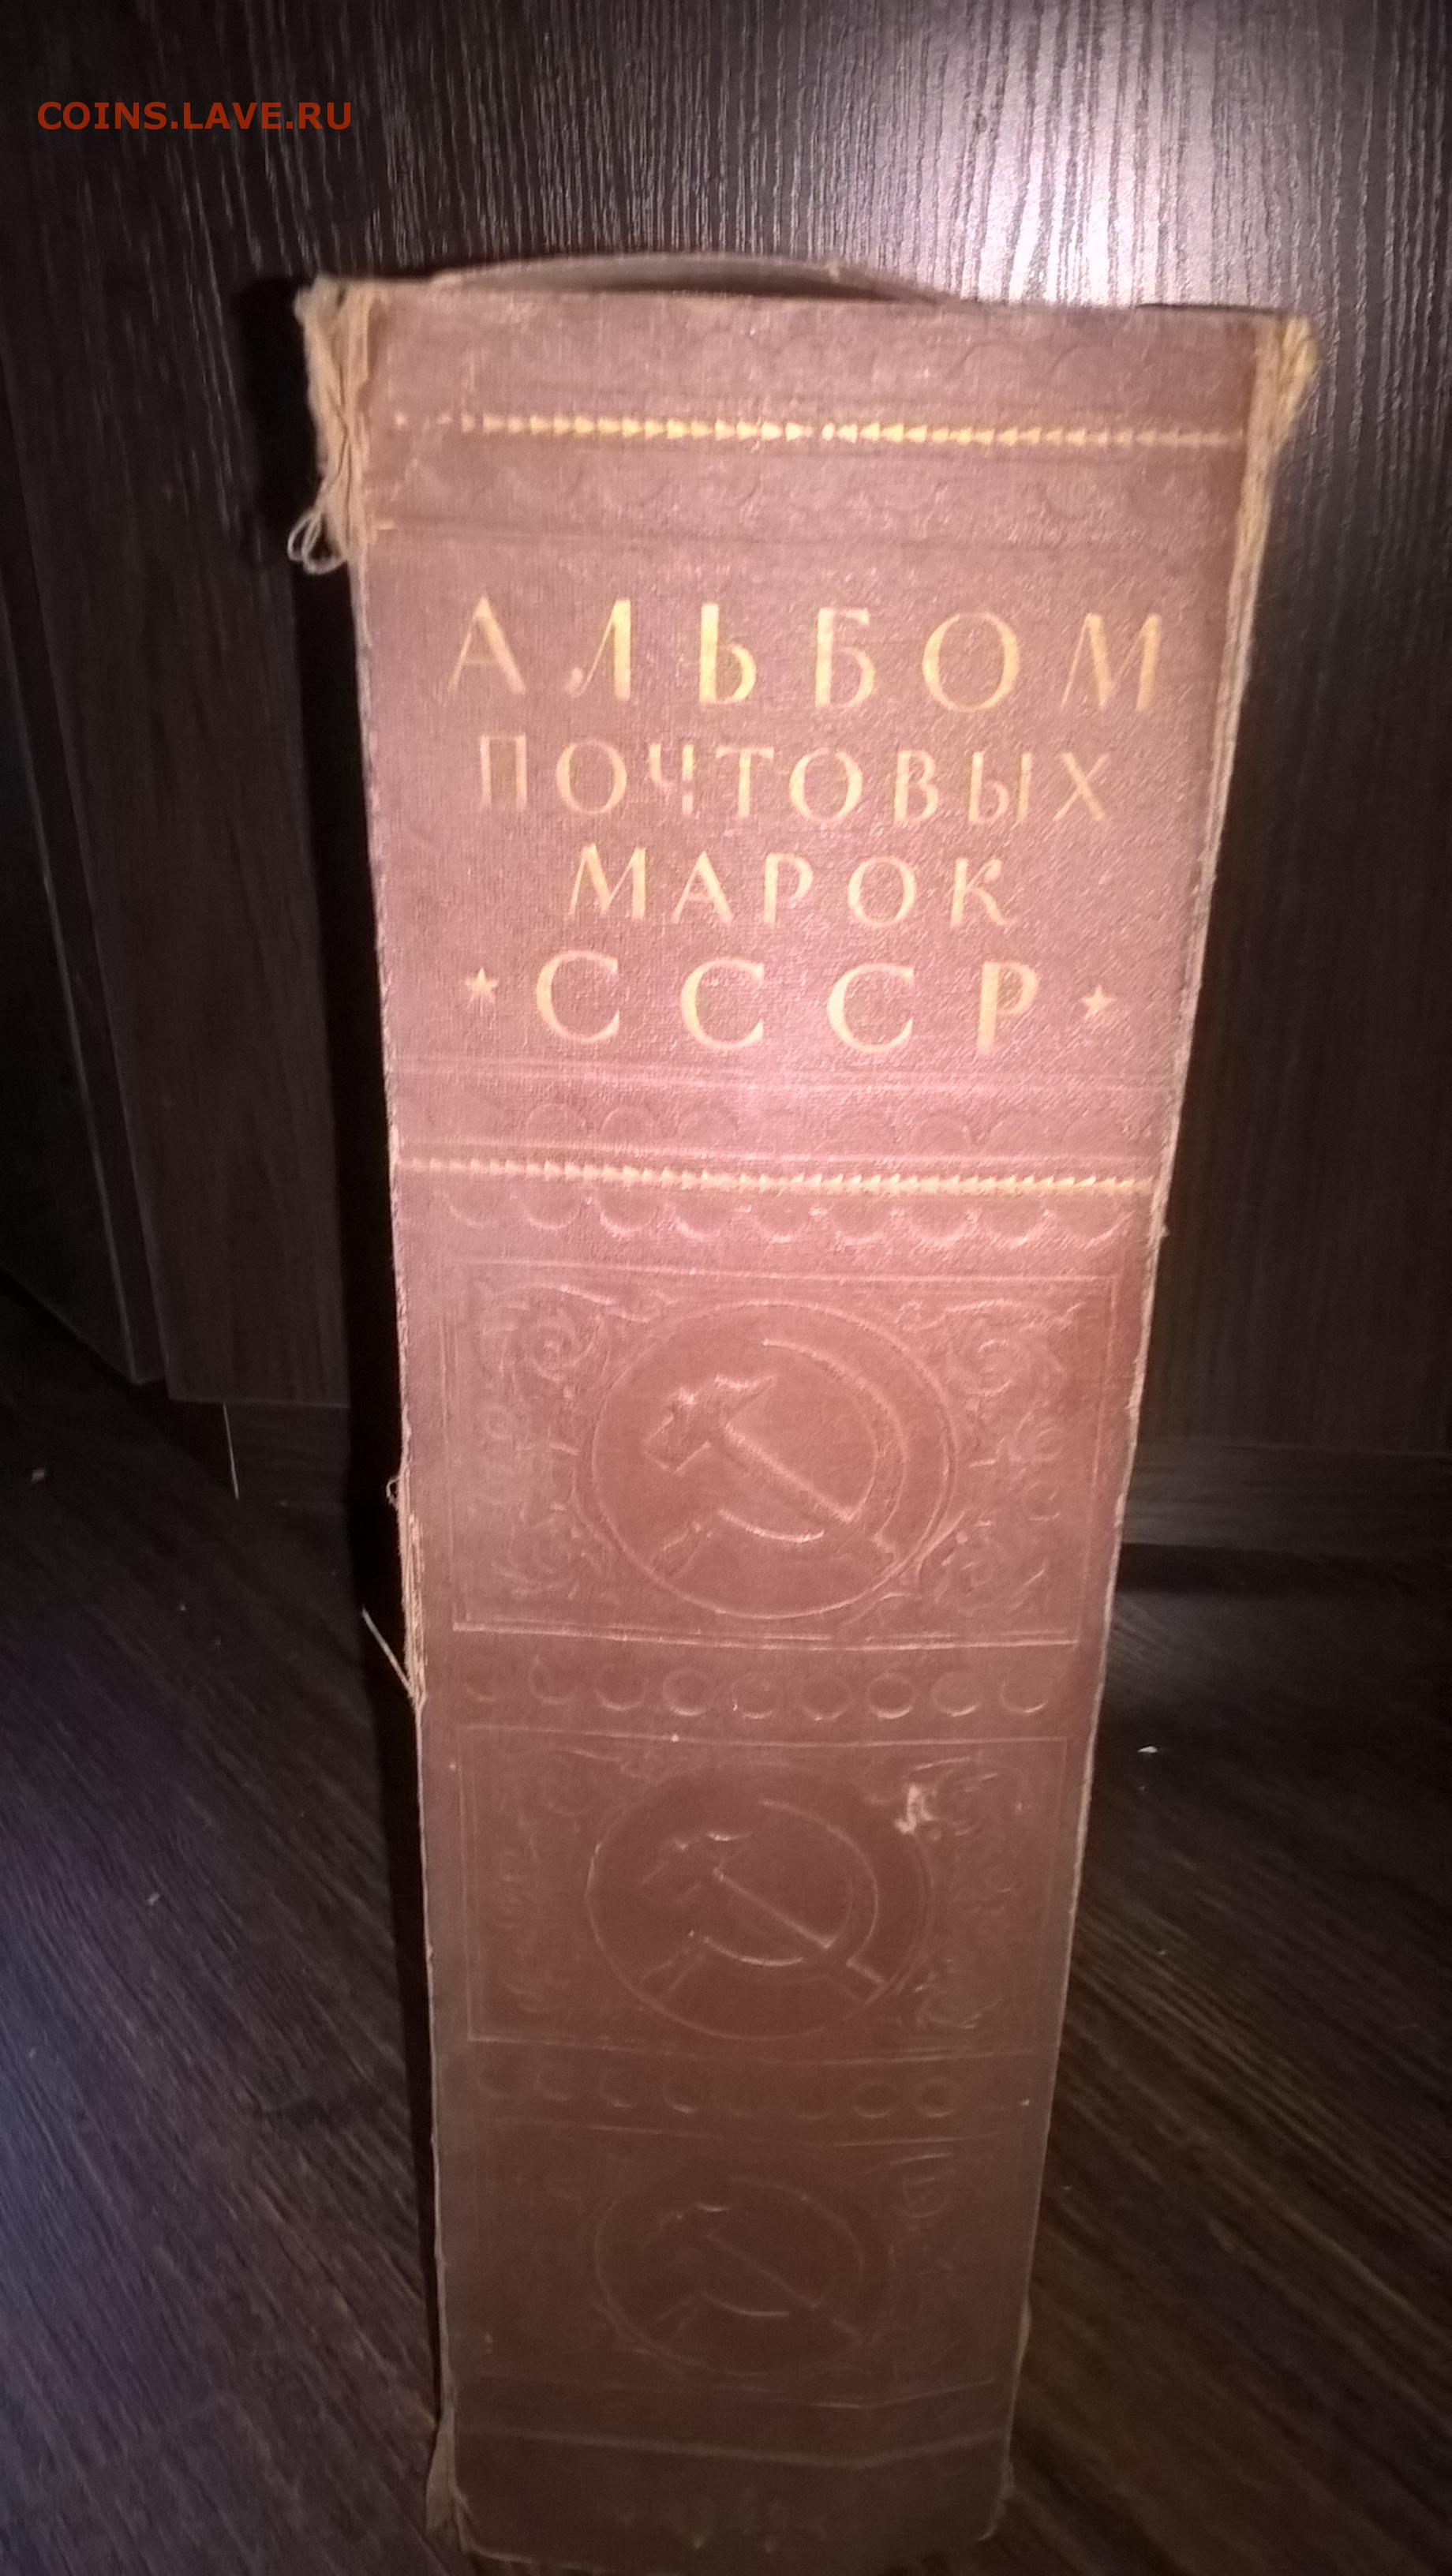 COINS.LAVE.RU
АЛЬБОМ
ПОЧТОВЫХ
МАРОК
СССР